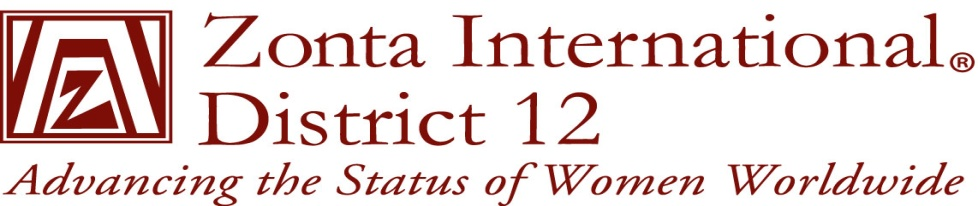 Zonta International®
District 12
Advancing the Status of Women Worldwide